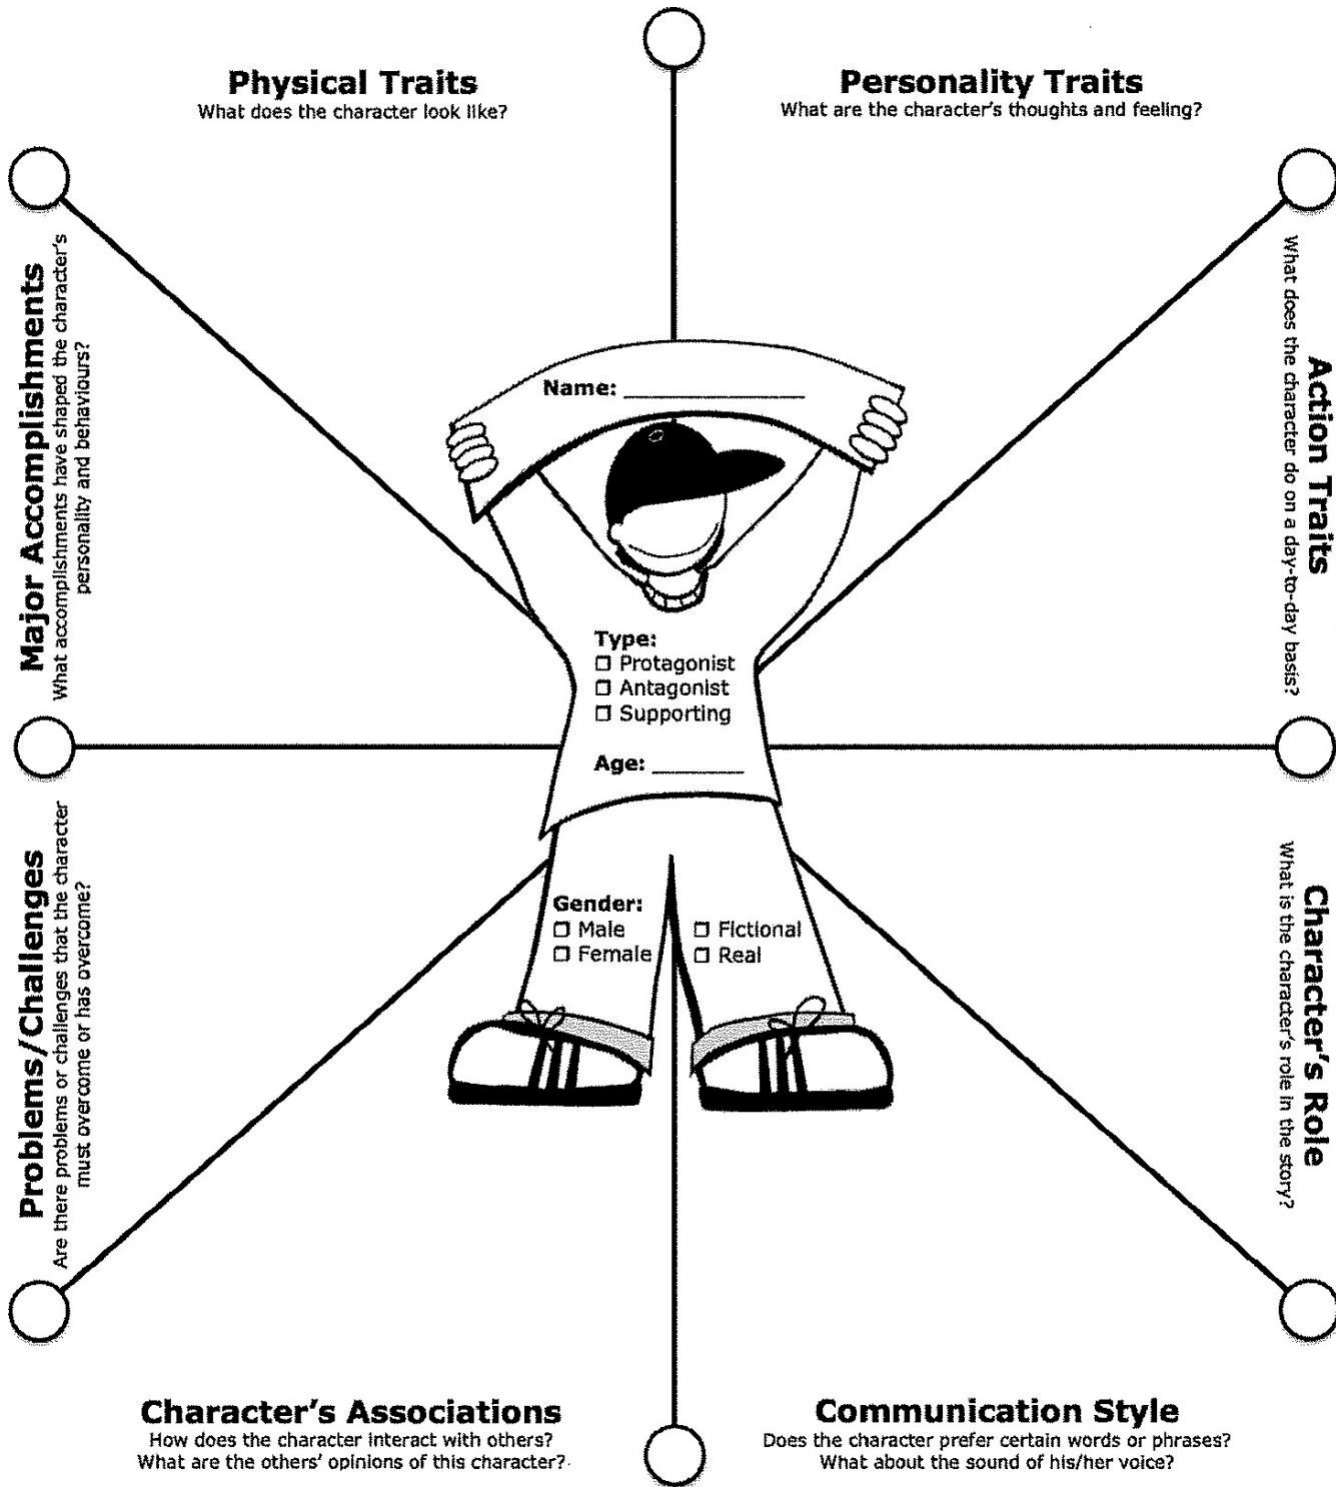 Physical Traits
What does the character look like?
Personality Traits
What are the character's thoughts and feeling?
Major Accomplishments
What accomplishments have shaped the character's
personality and behaviours?
Action Traits
What does the character do on a day-to-day basis?
Name: _______________
Type:
☐ Protagonist
☐ Antagonist
☐ Supporting
Age: ________
Gender:
☐ Male
☐ Female
☐ Fictional
☐ Real
Problems/Challenges
Are there problems or challenges that the character
must overcome or has overcome?
Character's Role
What is the character's role in the story?
Character's Associations
How does the character interact with others?
What are the others' opinions of this character?
Communication Style
Does the character prefer certain words or phrases?
What about the sound of his/her voice?